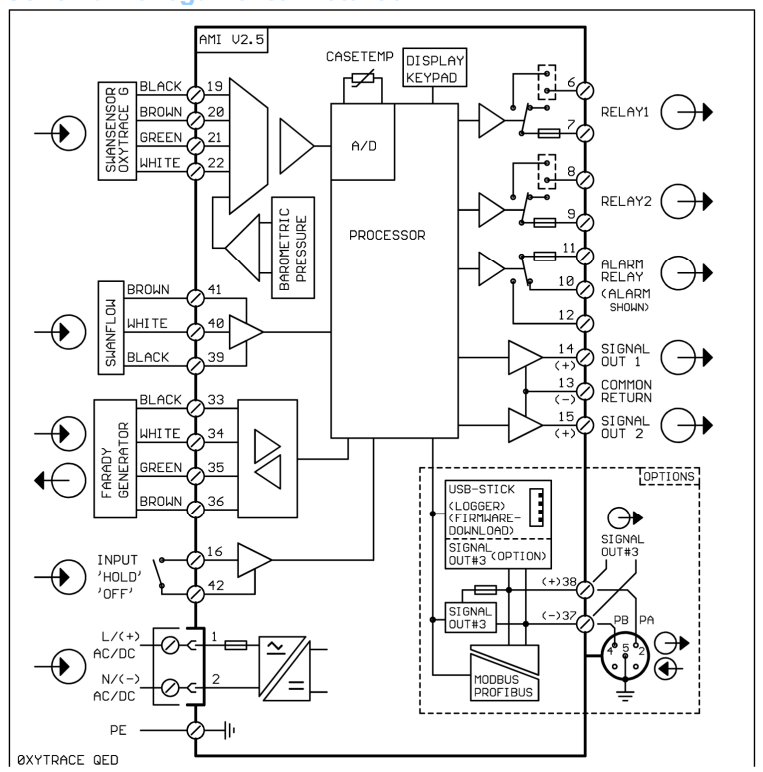 AMI V2.5
CASETEMP
DISPLAY
KEYPAD
SWANSENSOR
OXYTRACE G
BLACK 19
BROWN 20
GREEN 21
WHITE 22
A/D
PROCESSOR
BAROMETRIC
PRESSURE
6
7
RELAY1
8
9
RELAY2
11
10
12
ALARM
RELAY
(ALARM
SHOWN)
SWANFLOW
BROWN 41
WHITE 40
BLACK 39
14
(+)
SIGNAL
OUT 1
13
(-)
COMMON
RETURN
15
(+)
SIGNAL
OUT 2
FARADY
GENERATOR
BLACK 33
WHITE 34
GREEN 35
BROWN 36
INPUT
'HOLD'
'OFF'
16
42
L/(+)
AC/DC
1
N/(-)
AC/DC
2
PE
OPTIONS
USB-STICK
(LOGGER)
(FIRMWARE-
DOWNLOAD)
SIGNAL
OUT#3 (OPTION)
SIGNAL
OUT#3
(+)38
SIGNAL
OUT#3
(-)37
PB PA
4 5 2
MODBUS
PROFIBUS
ØXYTRACE QED